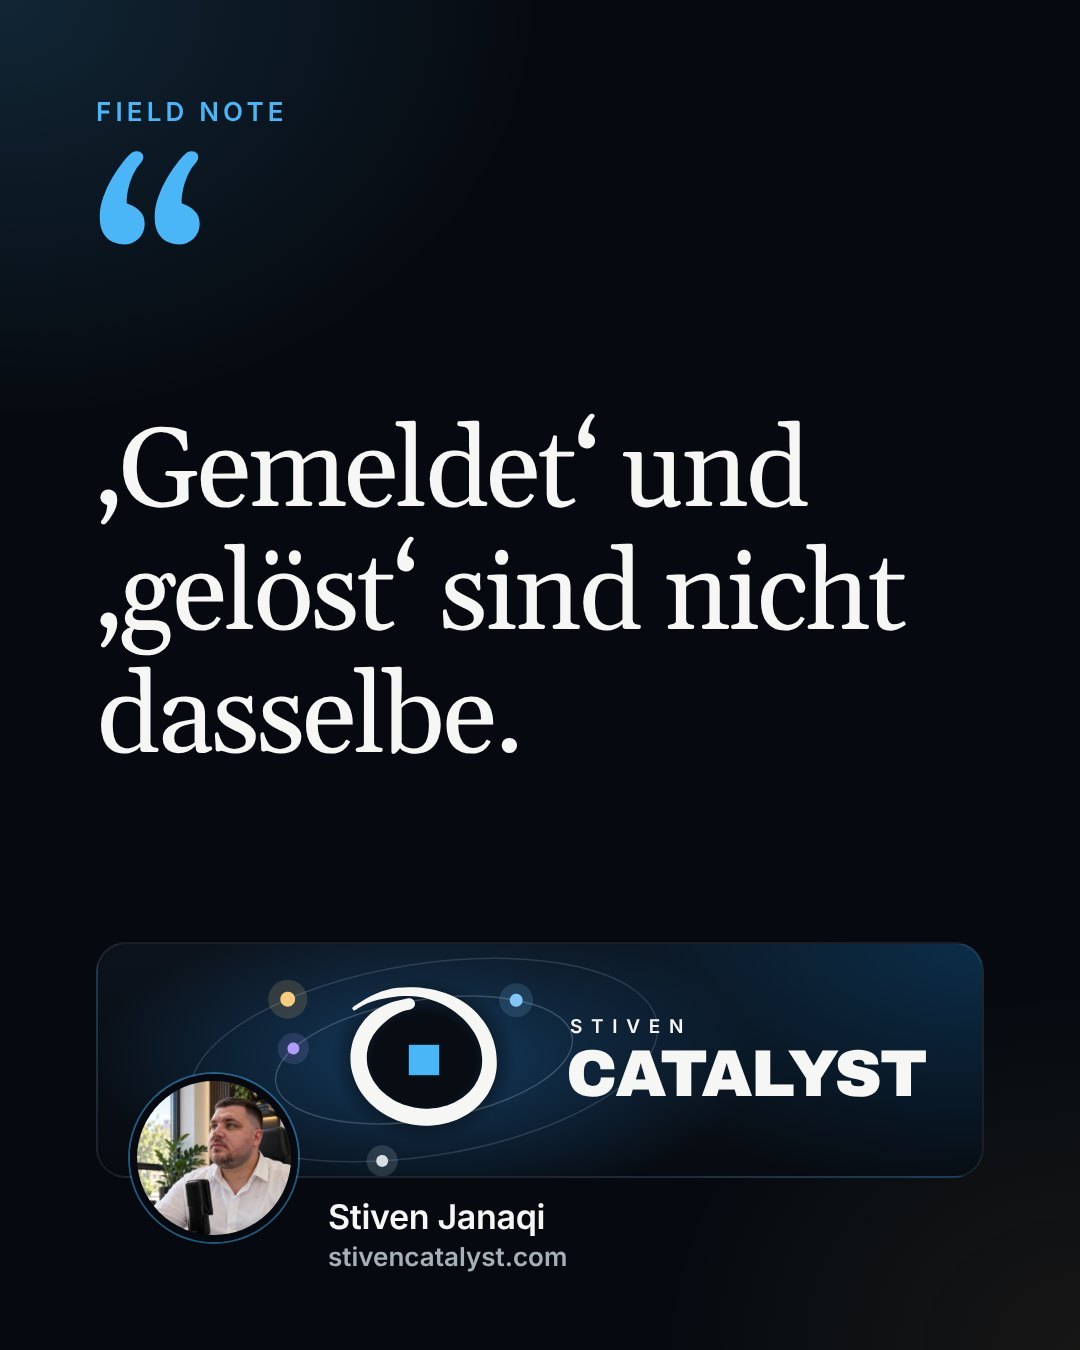 FIELD NOTE
“
‚Gemeldet‘ und
‚gelöst‘ sind nicht
dasselbe.
STIVEN
CATALYST
Stiven Janaqi
stivencatalyst.com